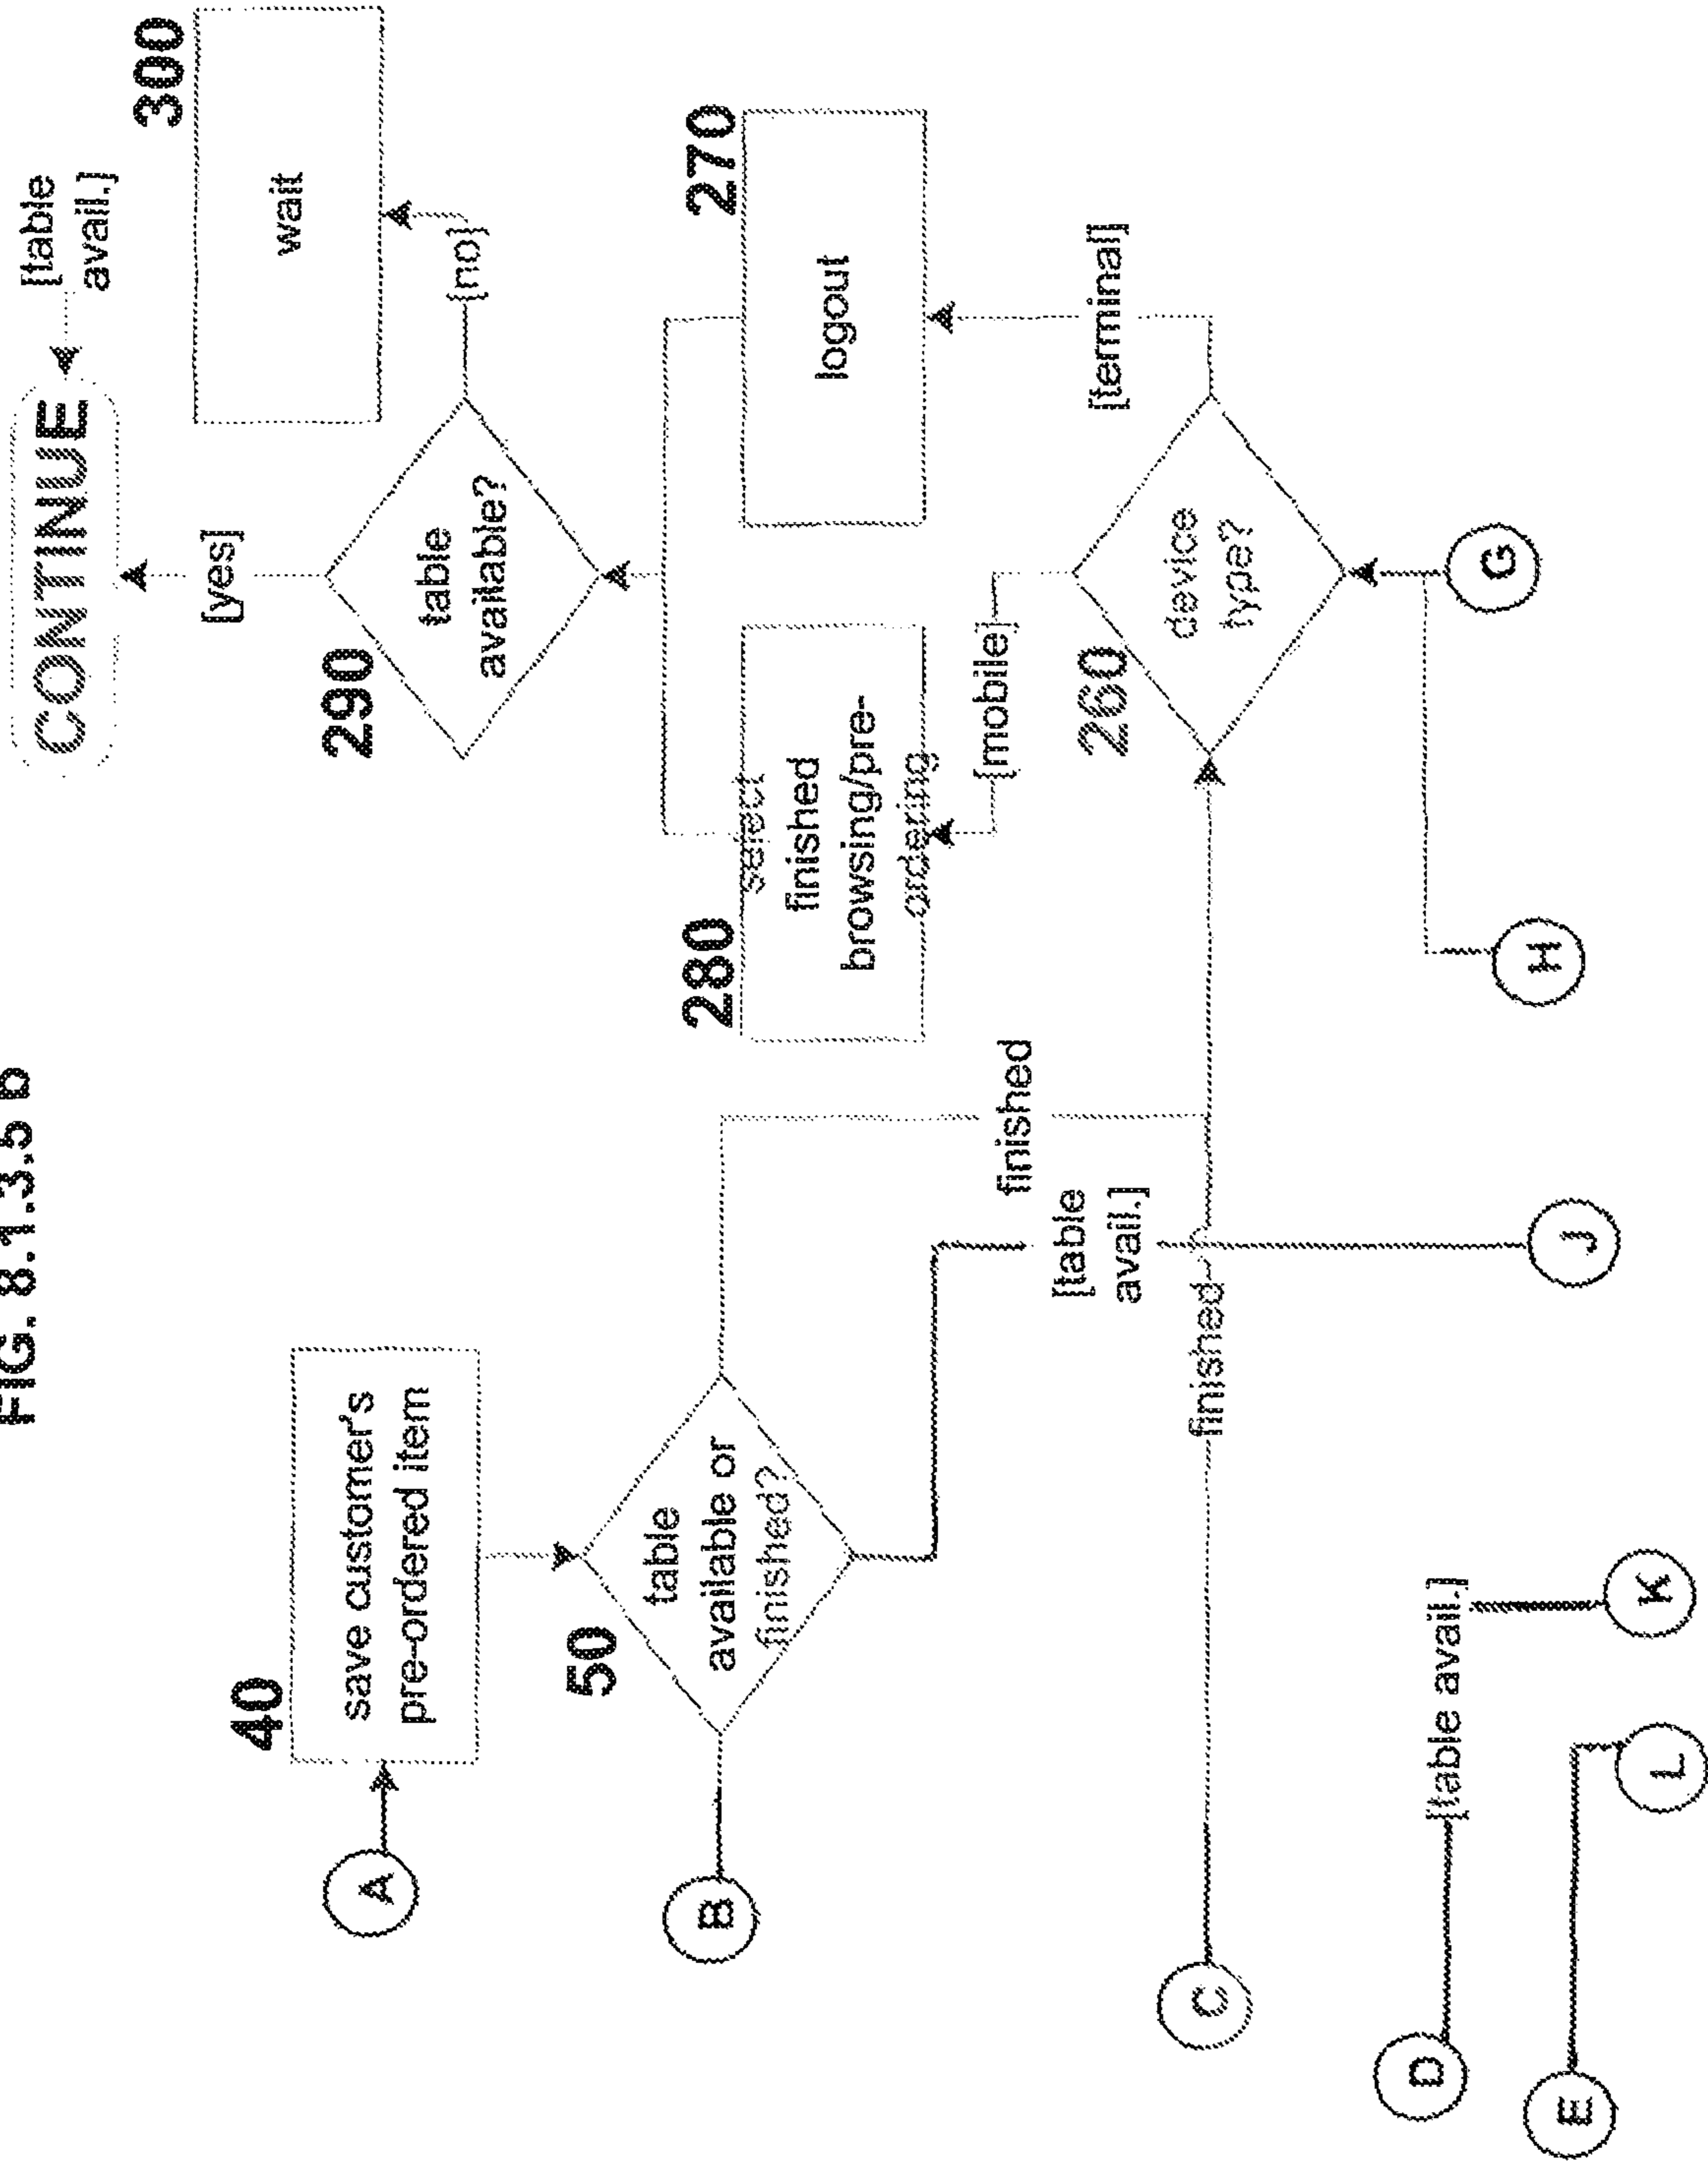 FIG. 8.1.3.5 b
CONTINUE
[table
avail.]
[yes]
300
wait
[no]
290
table
available?
40
save customer's
pre-ordered item
A
280
select
finished
browsing/pre-
ordering
270
logout
50
table
available or
finished?
B
finished
[mobile]
[terminal]
[table
avail.]
260
device
type?
finished
C
G
H
J
[table avail.]
D
K
E
L